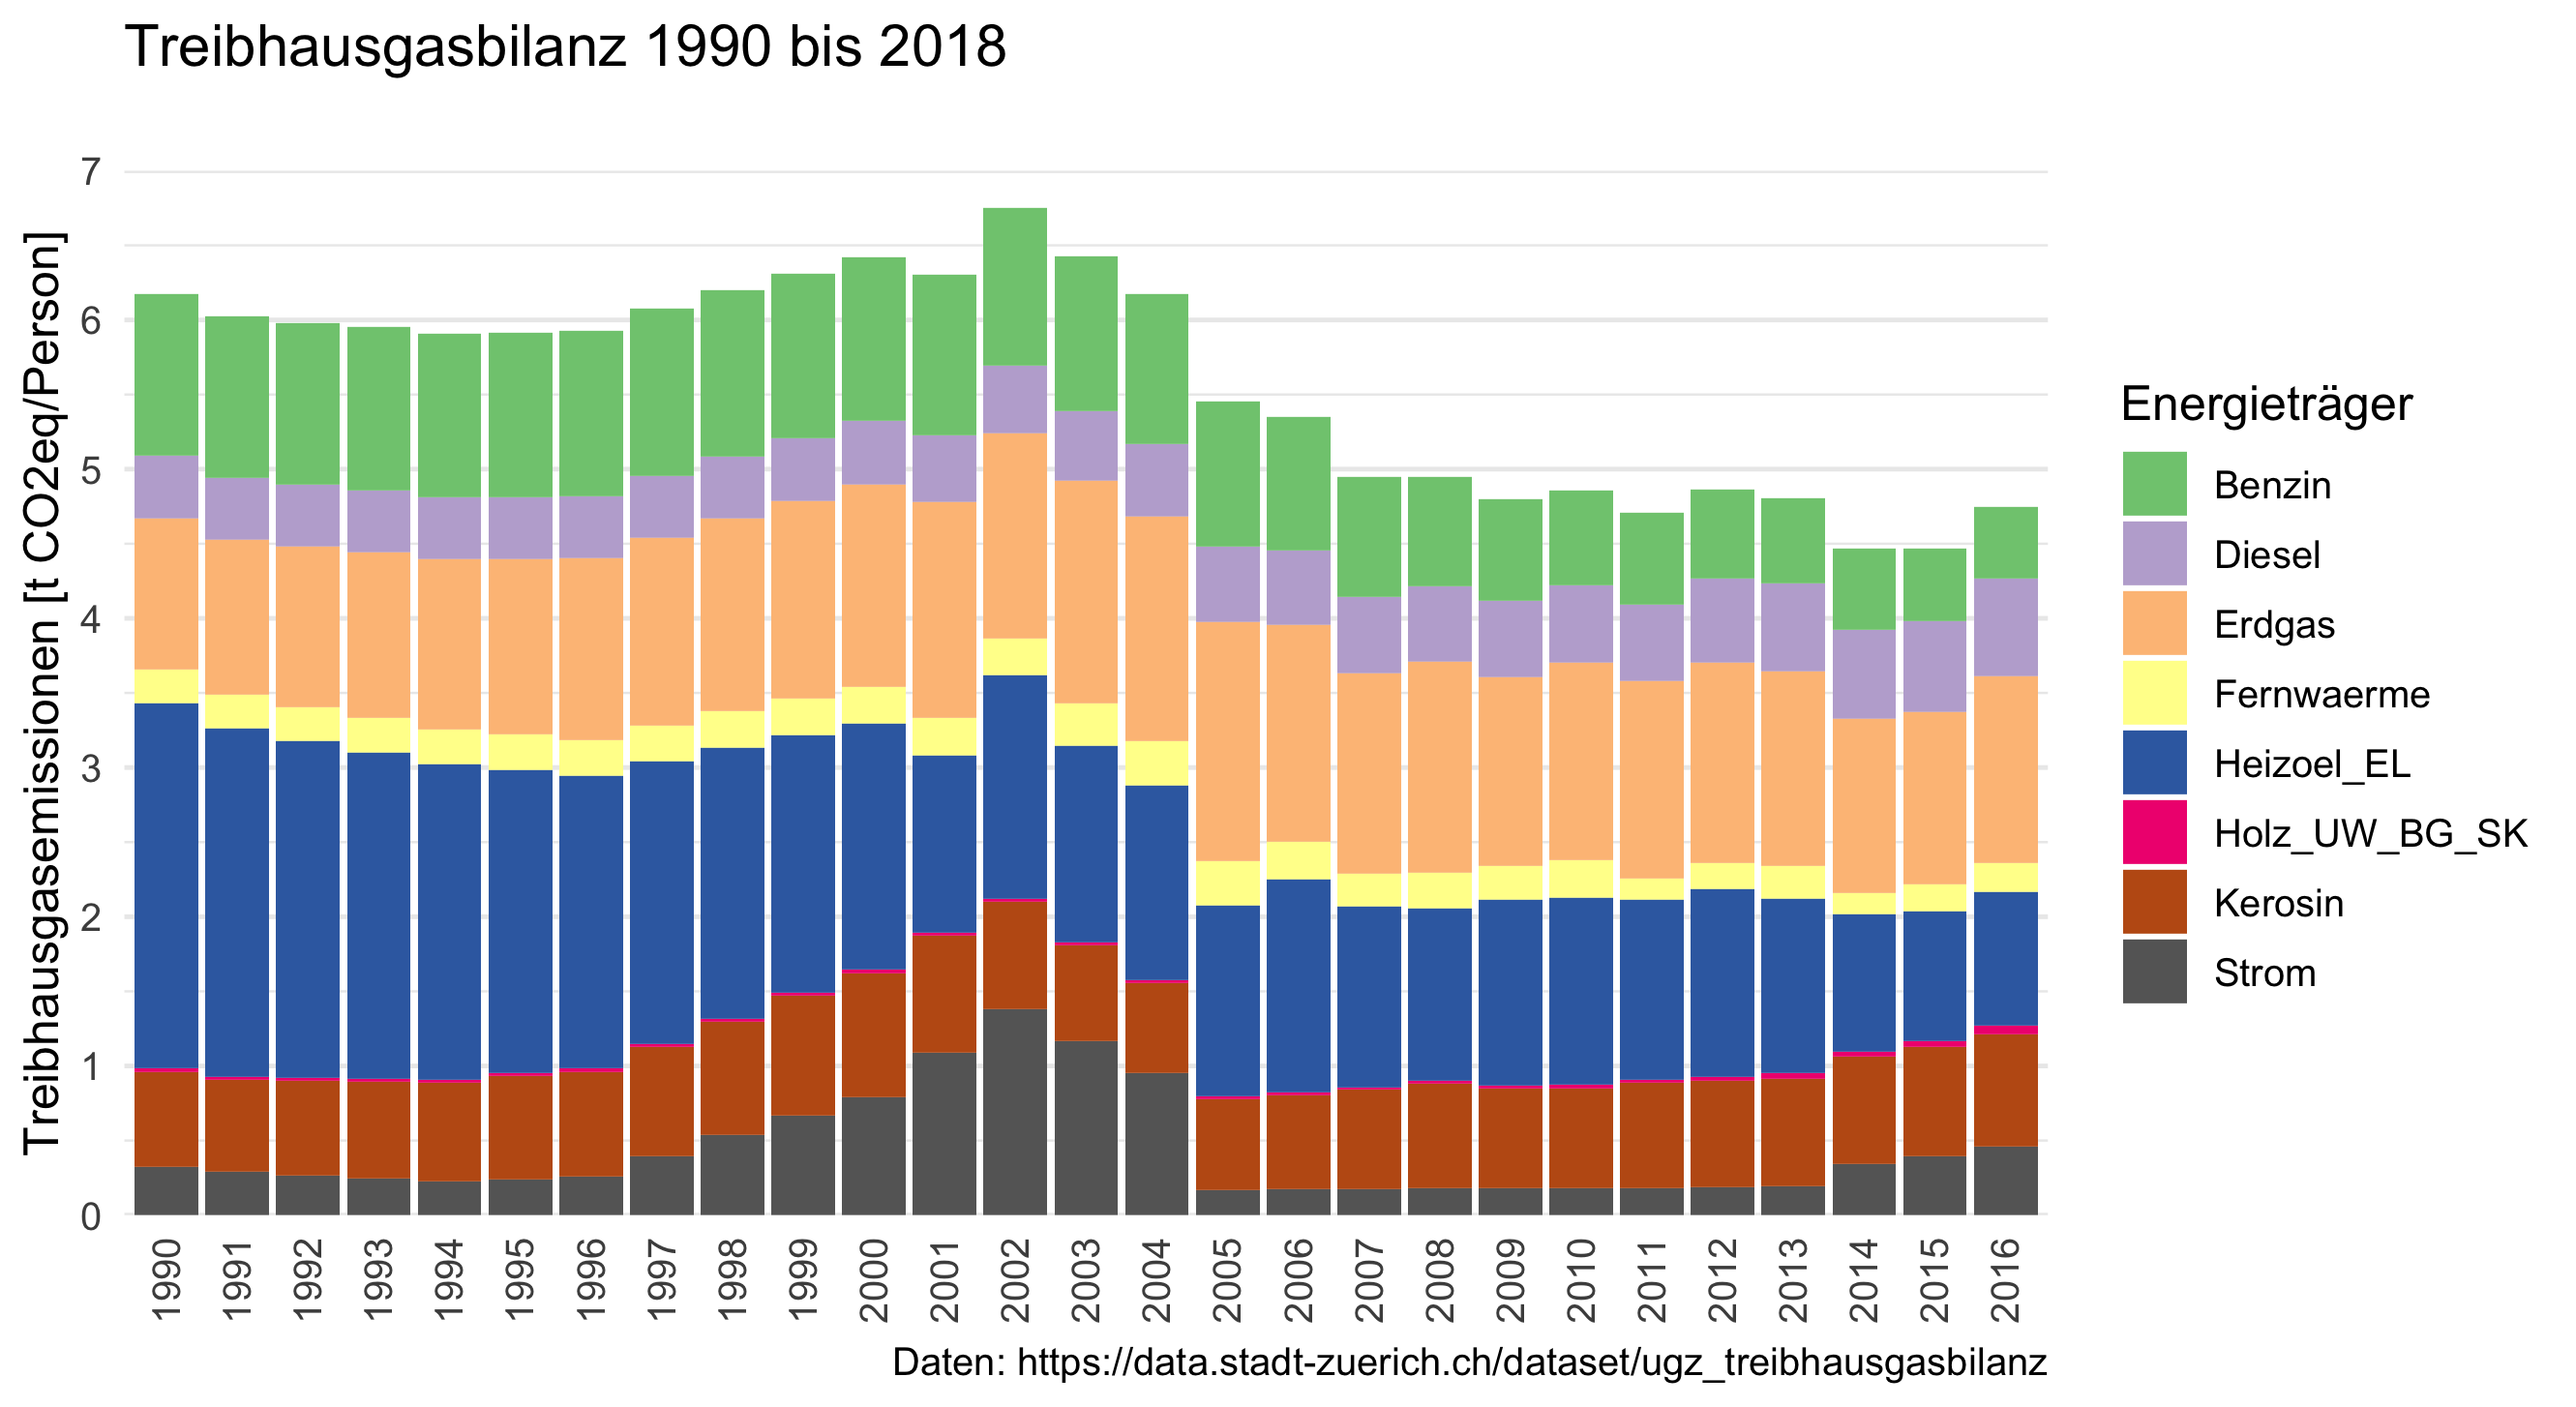 Treibhausgasbilanz 1990 bis 2018
Treibhausgasemissionen [t CO2eq/Person]
7
6
5
4
3
2
1
0
1990
1991
1992
1993
1994
1995
1996
1997
1998
1999
2000
2001
2002
2003
2004
2005
2006
2007
2008
2009
2010
2011
2012
2013
2014
2015
2016
Energieträger
Benzin
Diesel
Erdgas
Fernwaerme
Heizoel_EL
Holz_UW_BG_SK
Kerosin
Strom
Daten: https://data.stadt-zuerich.ch/dataset/ugz_treibhausgasbilanz